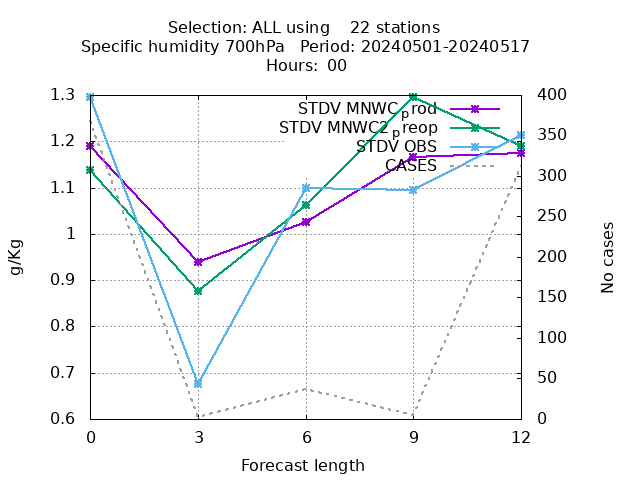 Selection: ALL using    22 stations
Specific humidity 700hPa   Period: 20240501-20240517
Hours:  00
STDV MNWC_prod
STDV MNWC2_preop
STDV OBS
CASES
1.3
1.2
1.1
1
0.9
0.8
0.7
0.6
g/Kg
400
350
300
250
200
150
100
50
0
No cases
0 3 6 9 12
Forecast length